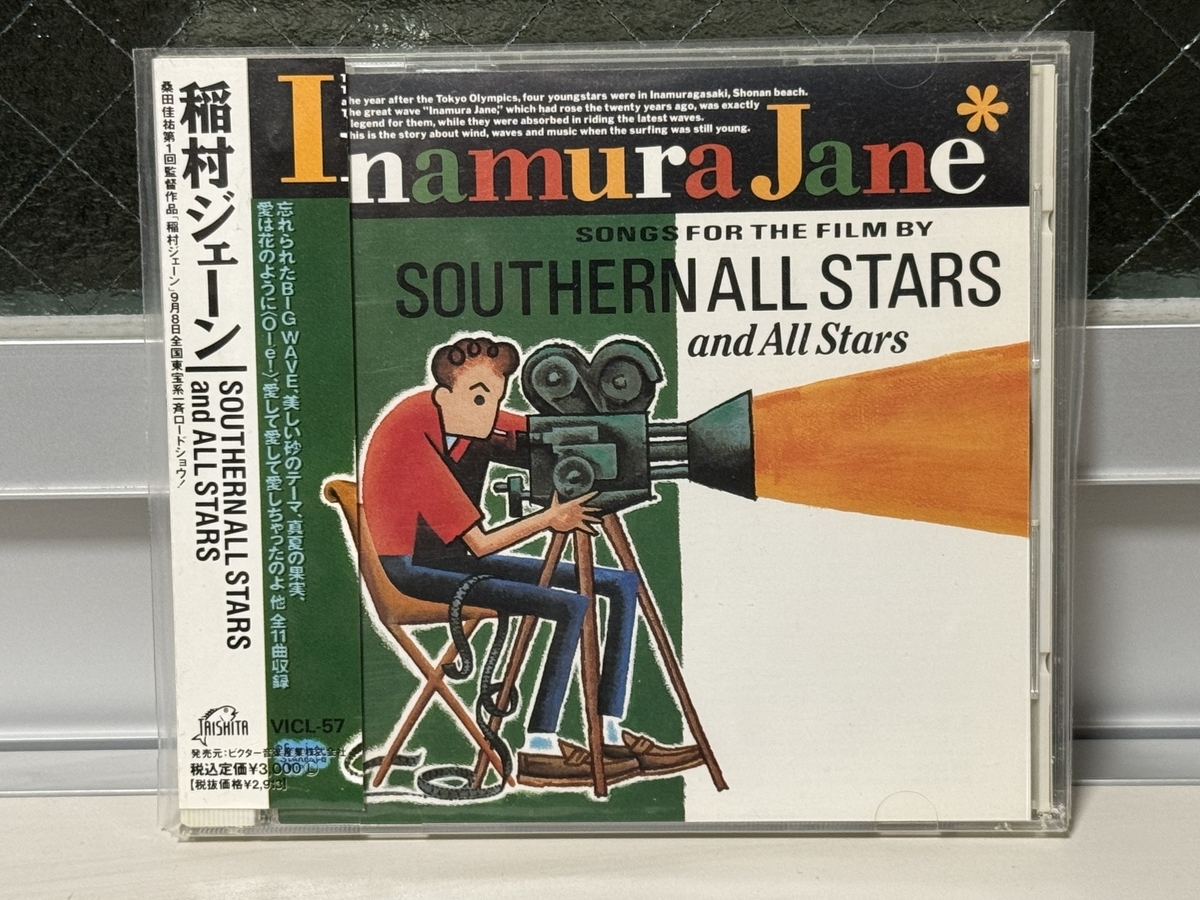 稲村ジェーン
SOUTHERN ALL STARS
and ALL STARS
桑田佳祐第1回監督作品「稲村ジェーン」9月8日全国東宝系一斉ロードショウ!
TAISHITA
発売元:ビクター音楽産業株式会社
税込定価¥3,000
【税抜価格¥2,913】
忘れられたBIG WAVE、美しい砂のテーマ、真夏の果実、
愛は花のように(Ole!)、愛して愛して愛しちゃったのよ 他 全11曲収録
VICL-57
he year after the Tokyo Olympics, four youngstars were in Inamuragasaki, Shonan beach.
he great wave "Inamura Jane," which had rose the twenty years ago, was exactly
legend for them, while they were absorbed in riding the latest waves.
his is the story about wind, waves and music when the surfing was still young.
Inamura Jane*
SONGS FOR THE FILM BY
SOUTHERN ALL STARS
and All Stars